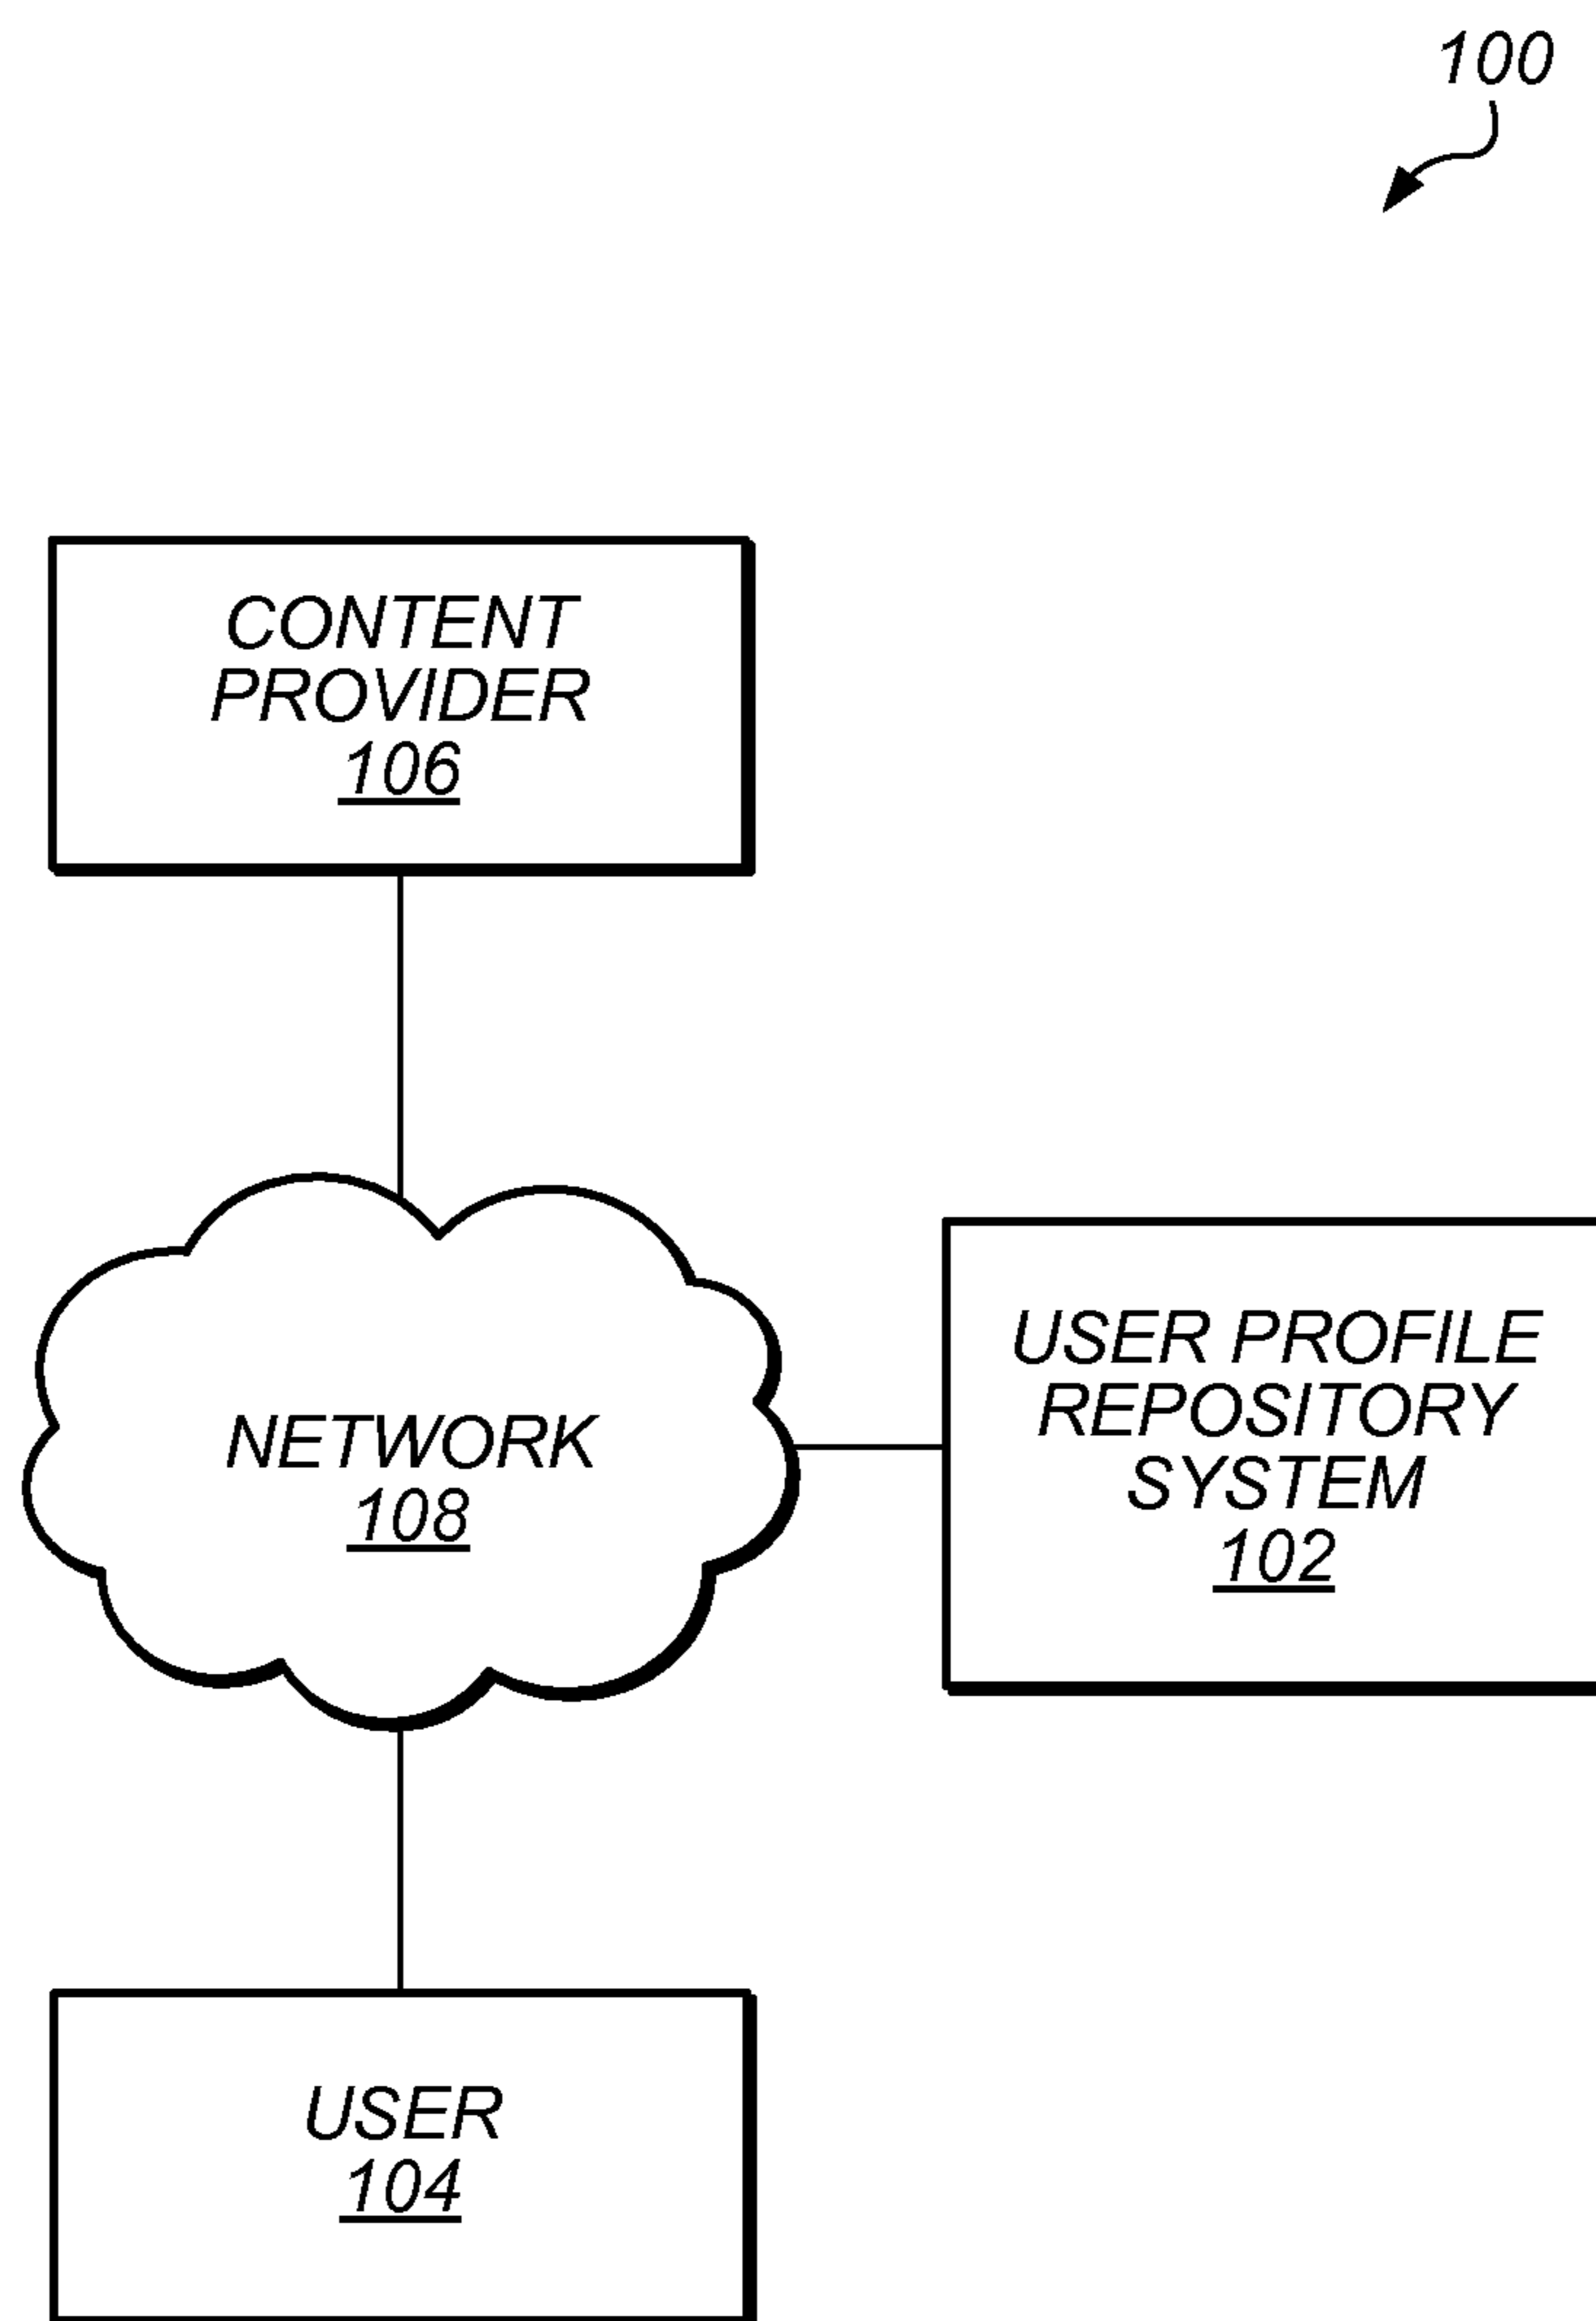 100
CONTENT
PROVIDER
106
NETWORK
108
USER PROFILE
REPOSITORY
SYSTEM
102
USER
104